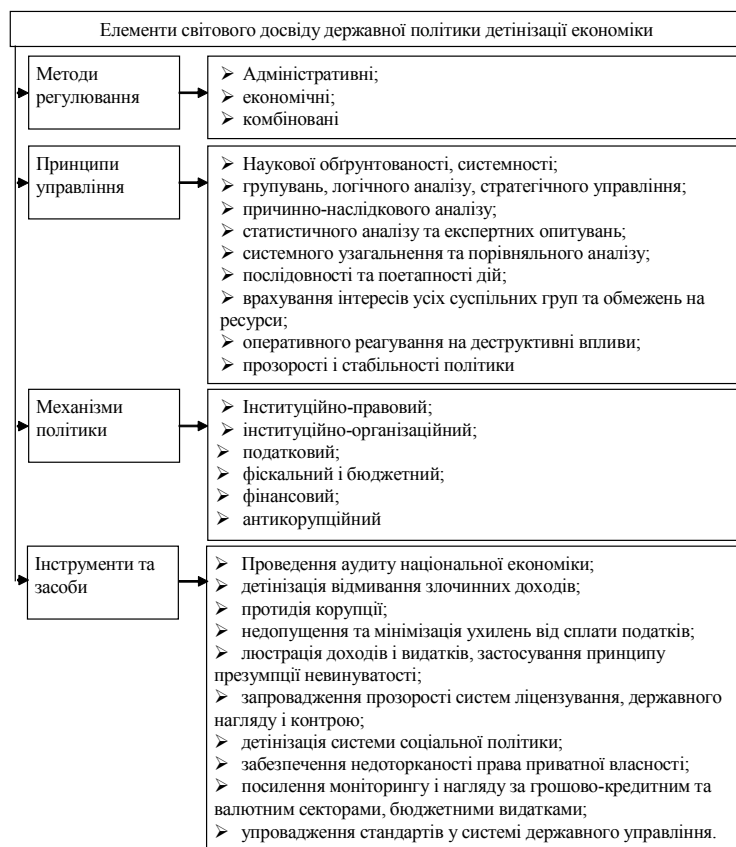 Елементи світового досвіду державної політики детінізації економіки
Методи
регулювання
➢ Адміністративні;
➢ економічні;
➢ комбіновані
Принципи
управління
➢ Наукової обґрунтованості, системності;
➢ групувань, логічного аналізу, стратегічного управління;
➢ причинно-наслідкового аналізу;
➢ статистичного аналізу та експертних опитувань;
➢ системного узагальнення та порівняльного аналізу;
➢ послідовності та поетапності дій;
➢ врахування інтересів усіх суспільних груп та обмежень на
ресурси;
➢ оперативного реагування на деструктивні впливи;
➢ прозорості і стабільності політики
Механізми
політики
➢ Інституційно-правовий;
➢ інституційно-організаційний;
➢ податковий;
➢ фіскальний і бюджетний;
➢ фінансовий;
➢ антикорупційний
Інструменти та
засоби
➢ Проведення аудиту національної економіки;
➢ детінізація відмивання злочинних доходів;
➢ протидія корупції;
➢ недопущення та мінімізація ухилень від сплати податків;
➢ люстрація доходів і видатків, застосування принципу
презумпції невинуватості;
➢ запровадження прозорості систем ліцензування, державного
нагляду і контрою;
➢ детінізація системи соціальної політики;
➢ забезпечення недоторканості права приватної власності;
➢ посилення моніторингу і нагляду за грошово-кредитним та
валютним секторами, бюджетними видатками;
➢ упровадження стандартів у системі державного управління.